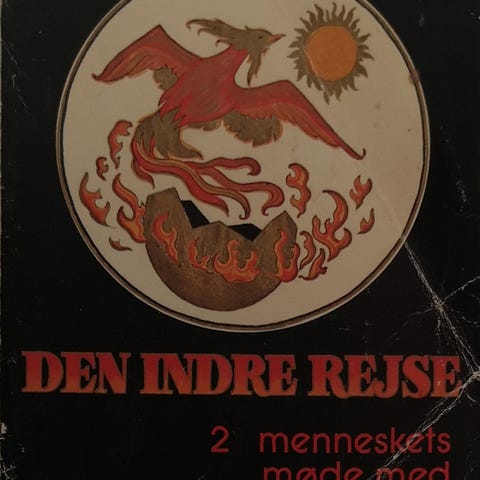 DEN INDRE REJSE
2 menneskets
møde med